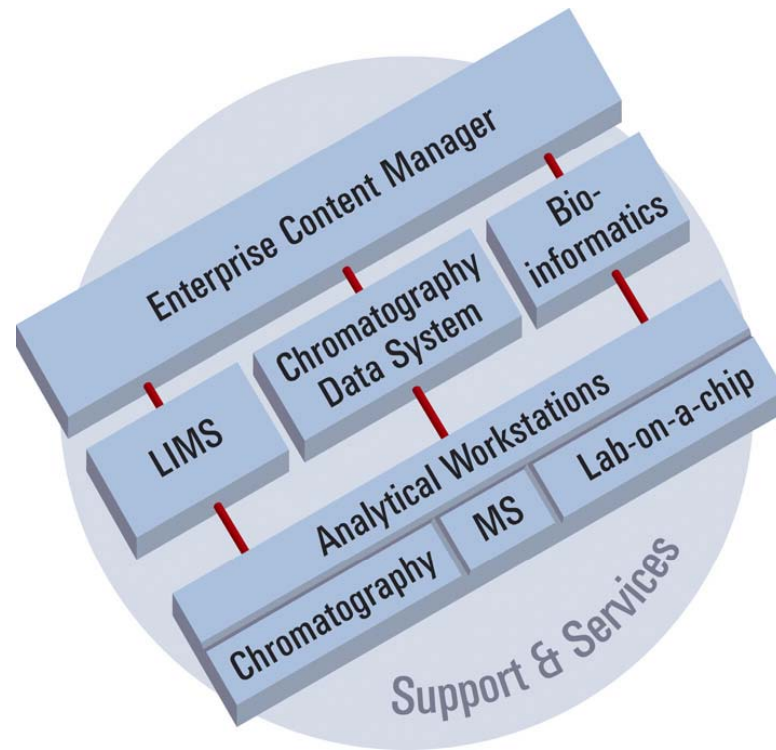 Enterprise Content Manager
LIMS
Chromatography
Data System
Bio-
informatics
Analytical Workstations
Chromatography
MS
Lab-on-a-chip
Support & Services